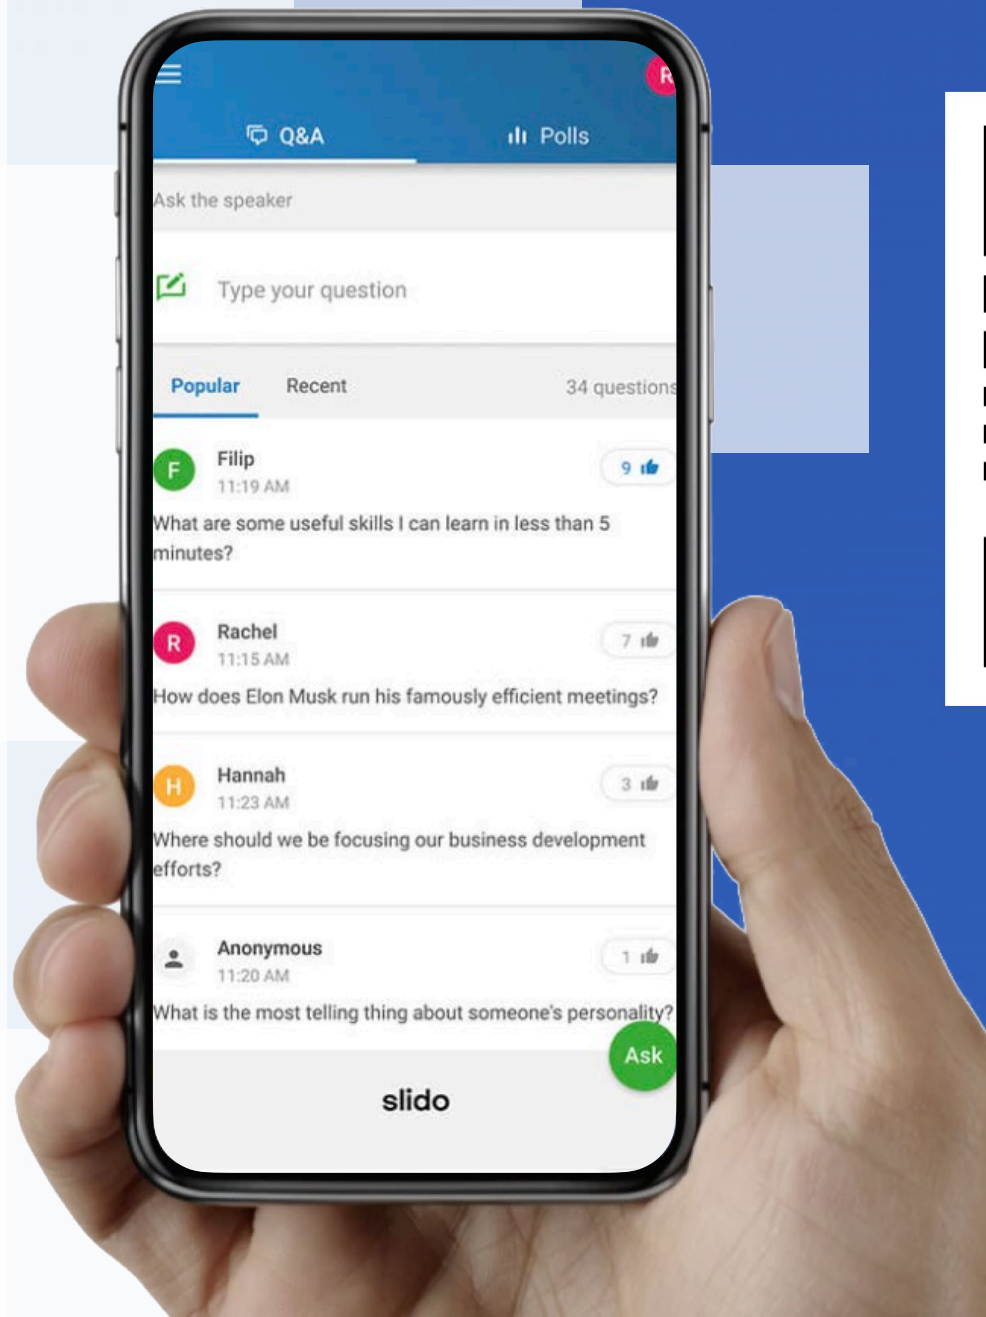 R
Q&A
Polls
Ask the speaker
Type your question
Popular
Recent
34 questions
F
Filip
9
11:19 AM
What are some useful skills I can learn in less than 5
minutes?
R
Rachel
7
11:15 AM
How does Elon Musk run his famously efficient meetings?
H
Hannah
3
11:23 AM
Where should we be focusing our business development
efforts?
Anonymous
1
11:20 AM
What is the most telling thing about someone's personality?
Ask
slido